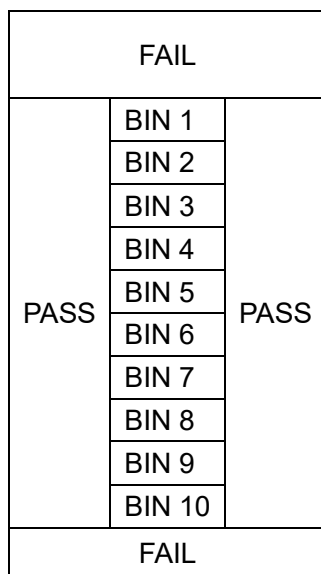 FAIL
BIN 1
BIN 2
BIN 3
BIN 4
BIN 5
PASS
PASS
BIN 6
BIN 7
BIN 8
BIN 9
BIN 10
FAIL